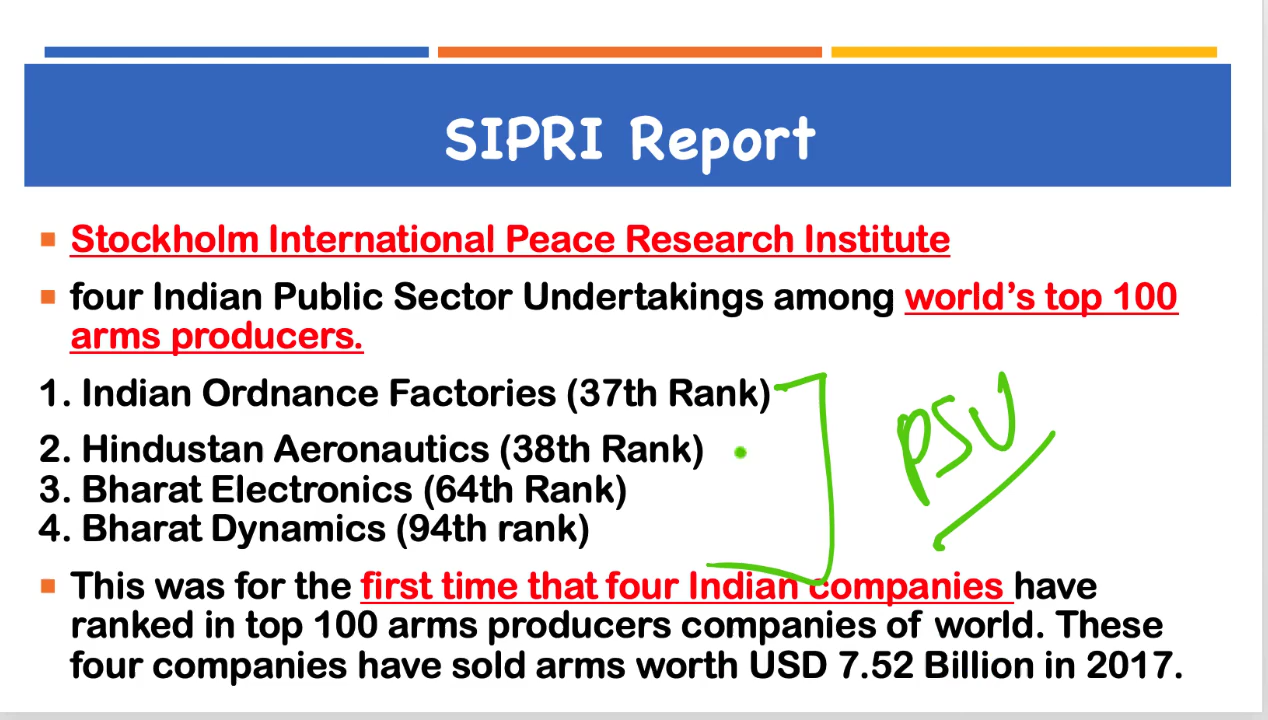 SIPRI Report
Stockholm International Peace Research Institute
four Indian Public Sector Undertakings among world's top 100
arms producers.
1. Indian Ordnance Factories (37th Rank)
2. Hindustan Aeronautics (38th Rank)
3. Bharat Electronics (64th Rank)
4. Bharat Dynamics (94th rank)
PSU
This was for the first time that four Indian companies have
ranked in top 100 arms producers companies of world. These
four companies have sold arms worth USD 7.52 Billion in 2017.